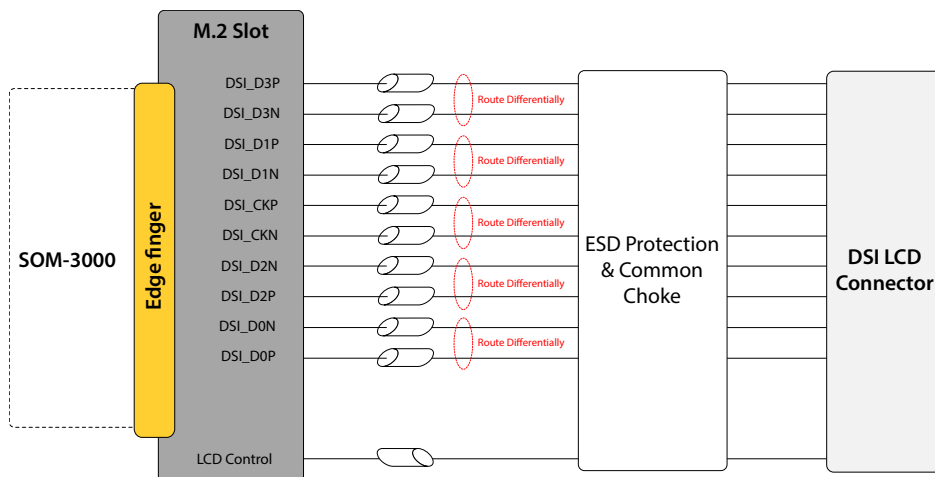 M.2 Slot
DSI_D3P
Route Differentially
DSI_D3N
DSI_D1P
Route Differentially
DSI_D1N
DSI_CKP
Route Differentially
DSI_CKN
DSI_D2N
Route Differentially
DSI_D2P
DSI_D0N
Route Differentially
DSI_D0P
LCD Control
SOM-3000
Edge finger
ESD Protection
& Common
Choke
DSI LCD
Connector